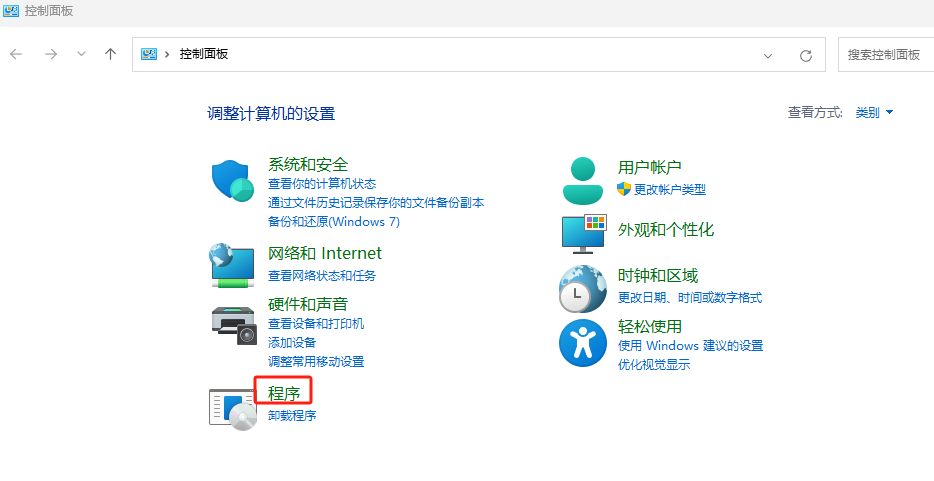 控制面板
控制面板
搜索控制面板
调整计算机的设置
查看方式: 类别
系统和安全
查看你的计算机状态
通过文件历史记录保存你的文件备份副本
备份和还原(Windows 7)
网络和 Internet
查看网络状态和任务
硬件和声音
查看设备和打印机
添加设备
调整常用移动设置
程序
卸载程序
用户帐户
更改帐户类型
外观和个性化
时钟和区域
更改日期、时间或数字格式
轻松使用
使用 Windows 建议的设置
优化视觉显示